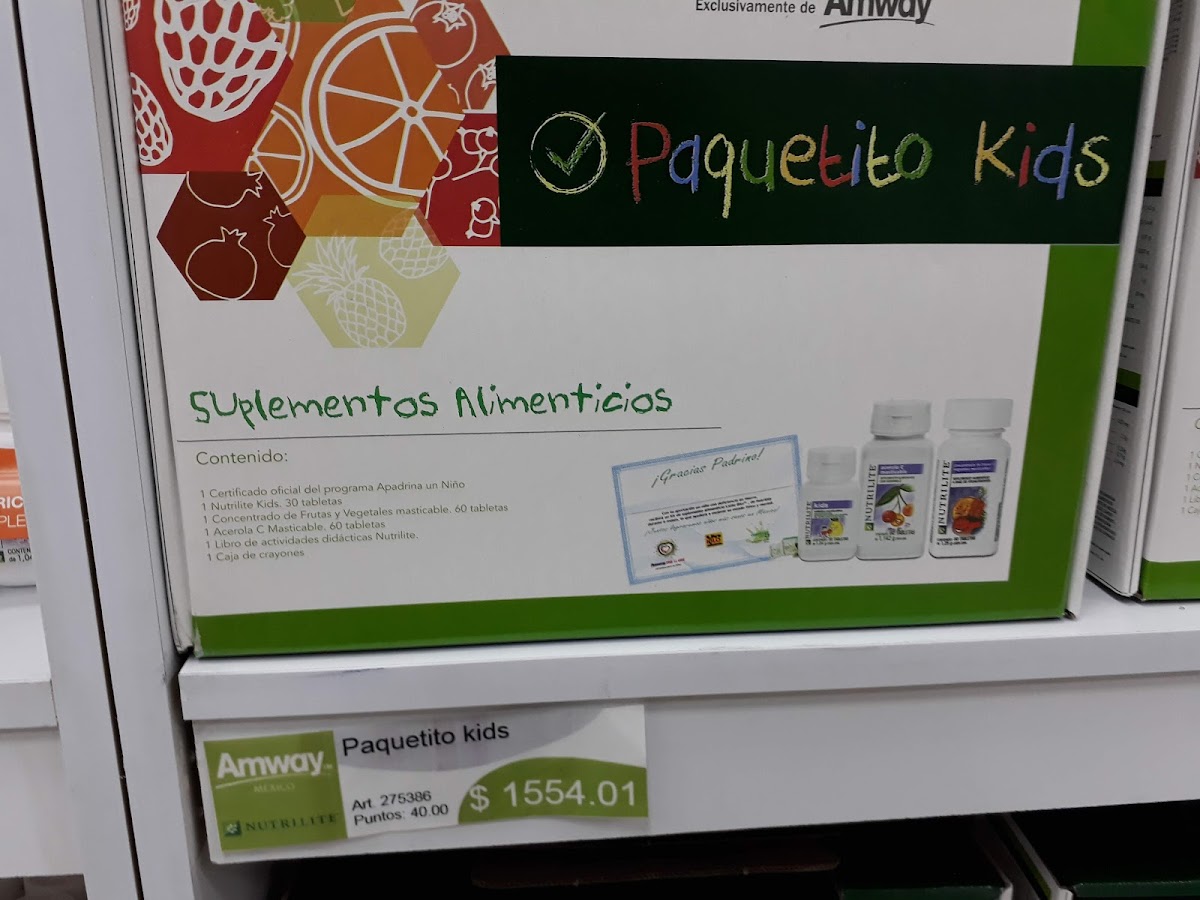 Exclusivamente de Amway
Paquetito Kids
Suplementos Alimenticios
Contenido:
1 Certificado oficial del programa Apadrina un Niño
1 Nutrilite Kids. 30 tabletas
1 Concentrado de Frutas y Vegetales masticable. 60 tabletas
1 Acerola C Masticable. 60 tabletas
1 Libro de actividades didácticas Nutrilite.
1 Caja de crayones
¡Gracias Padrino!
NUTRILITE
kids
NUTRILITE
NUTRILITE
Amway
MÉXICO
NUTRILITE
Paquetito kids
Art. 275386
Puntos: 40.00
$ 1554.01